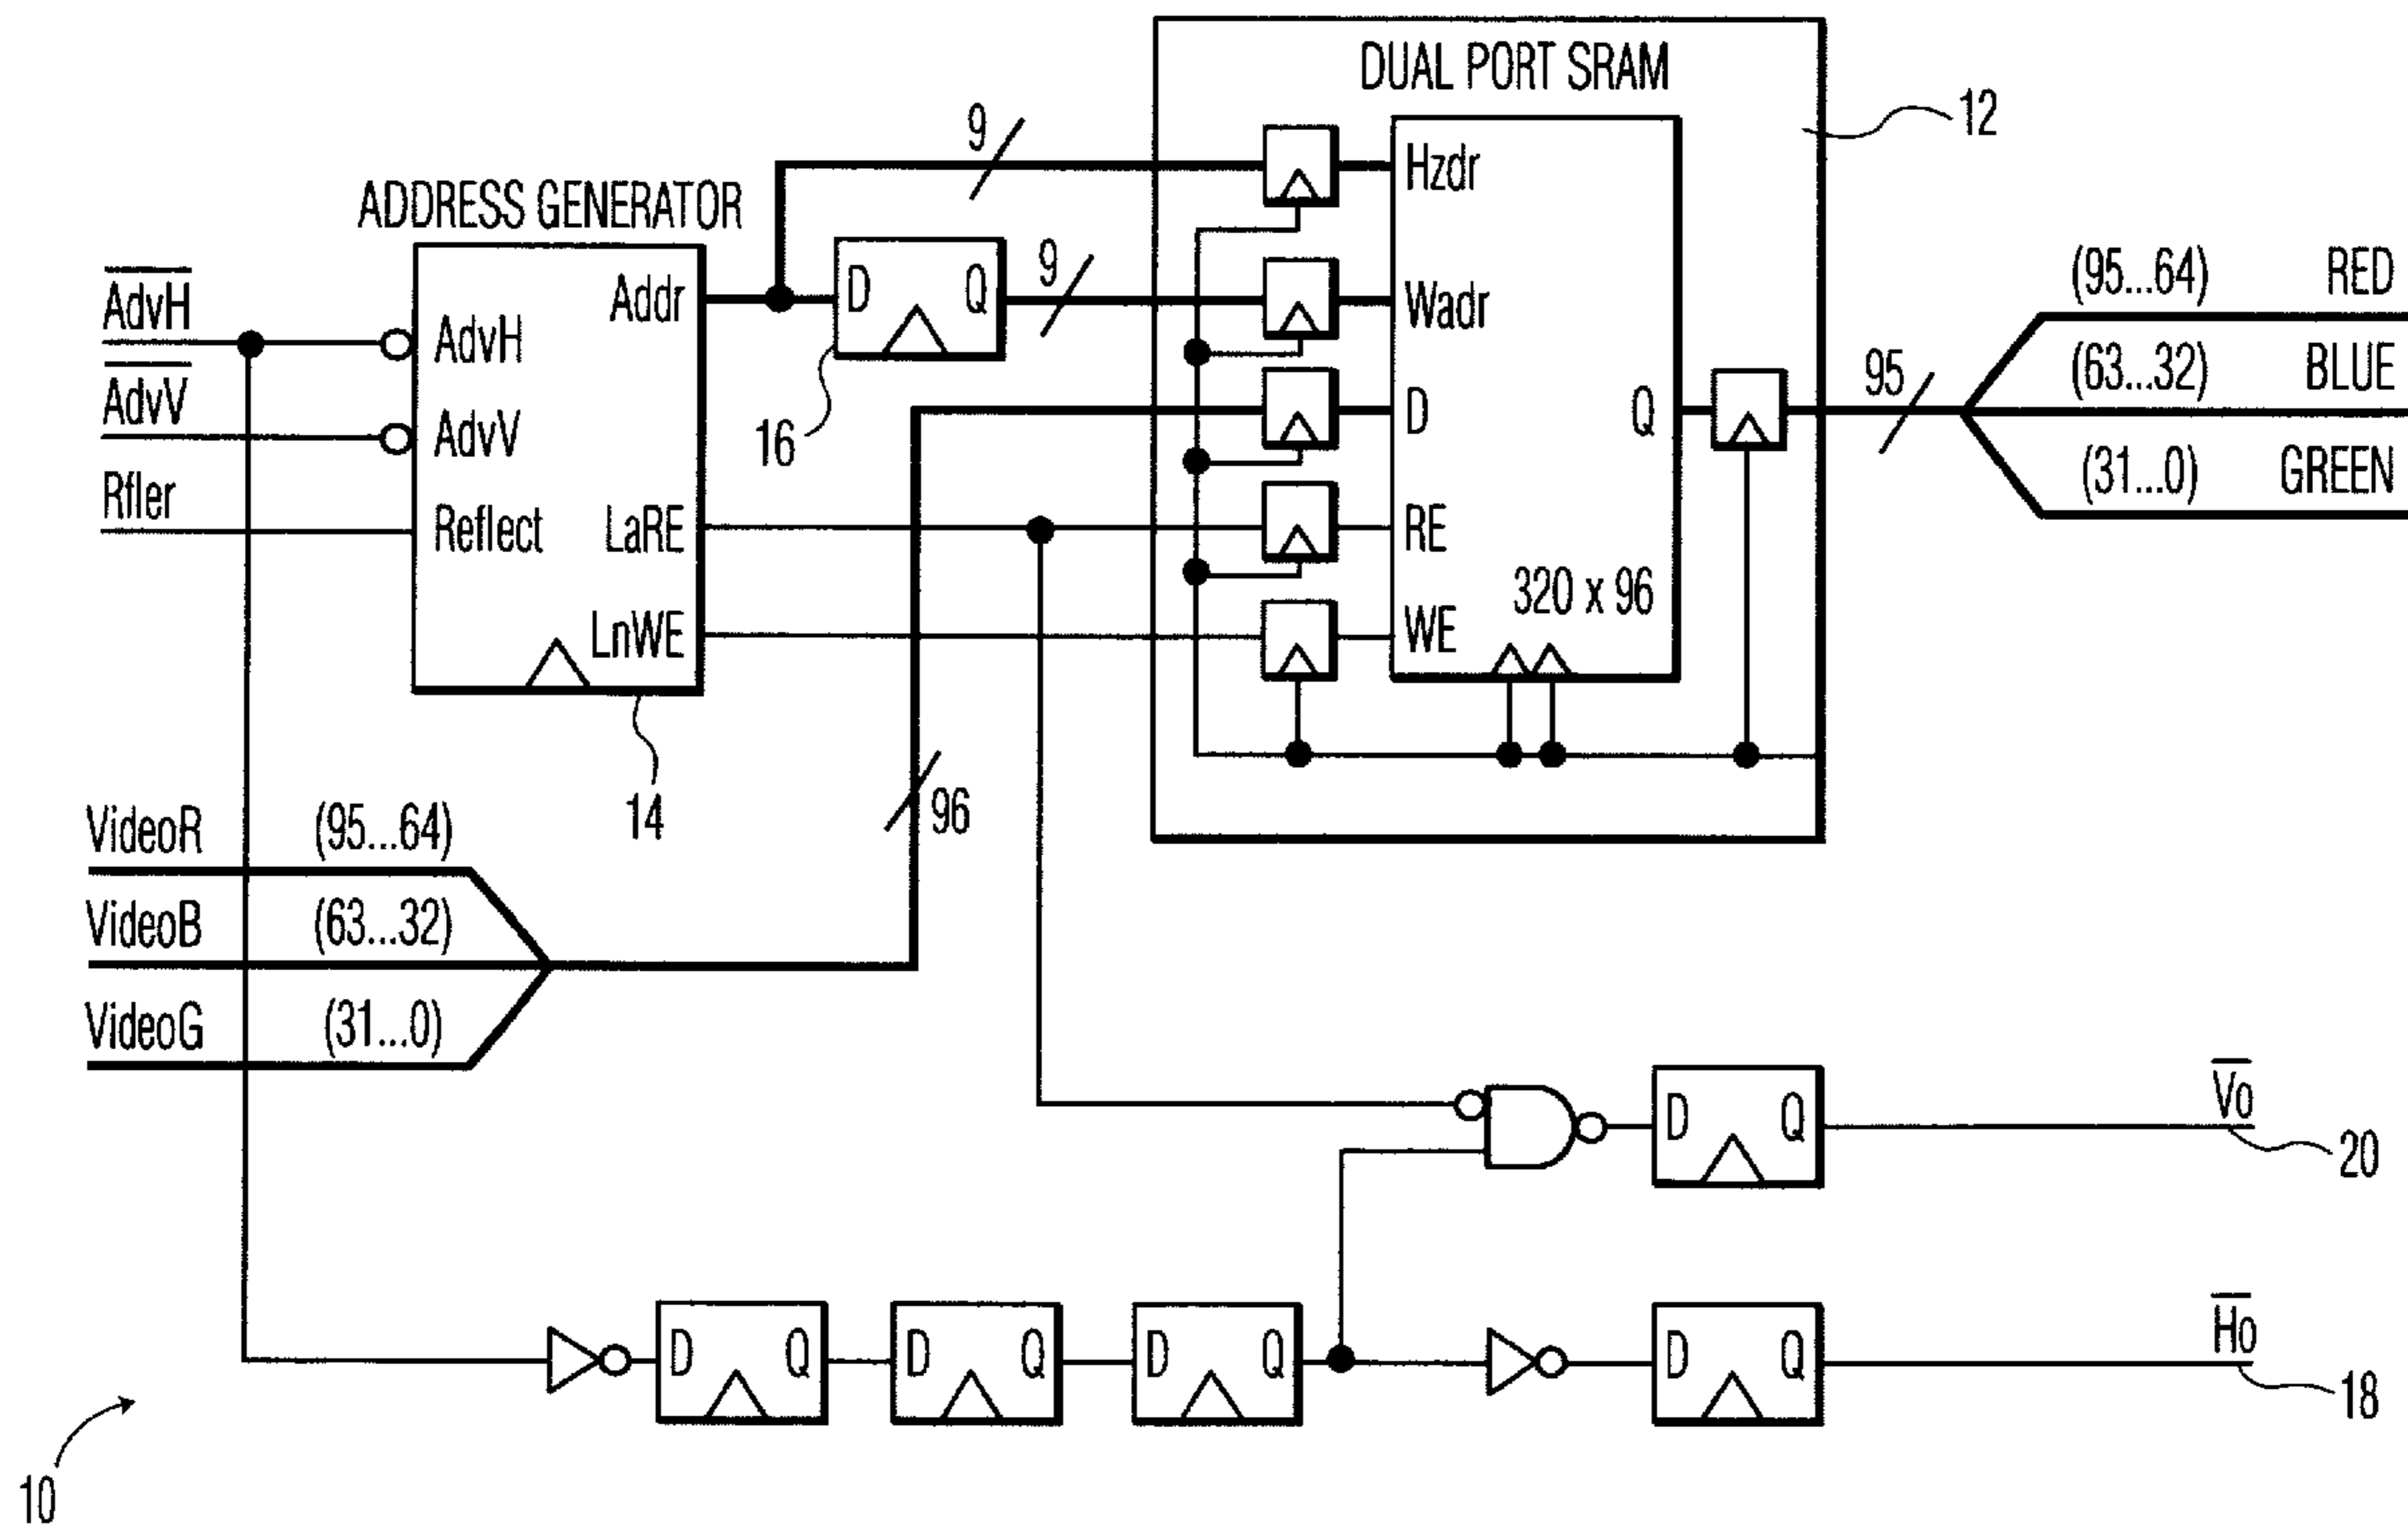 DUAL PORT SRAM
12
9
Hzdr
ADDRESS GENERATOR
AdvH
AdvH
Addr
D Q
9
Wadr
(95...64) RED
AdvV
AdvV
16
D
Q
95
(63...32) BLUE
Rfler
Reflect
LaRE
RE
(31...0) GREEN
LnWE
WE
320 x 96
14
96
VideoR (95...64)
VideoB (63...32)
VideoG (31...0)
D Q
Vo
20
D Q
D Q
D Q
D Q
Ho
18
10